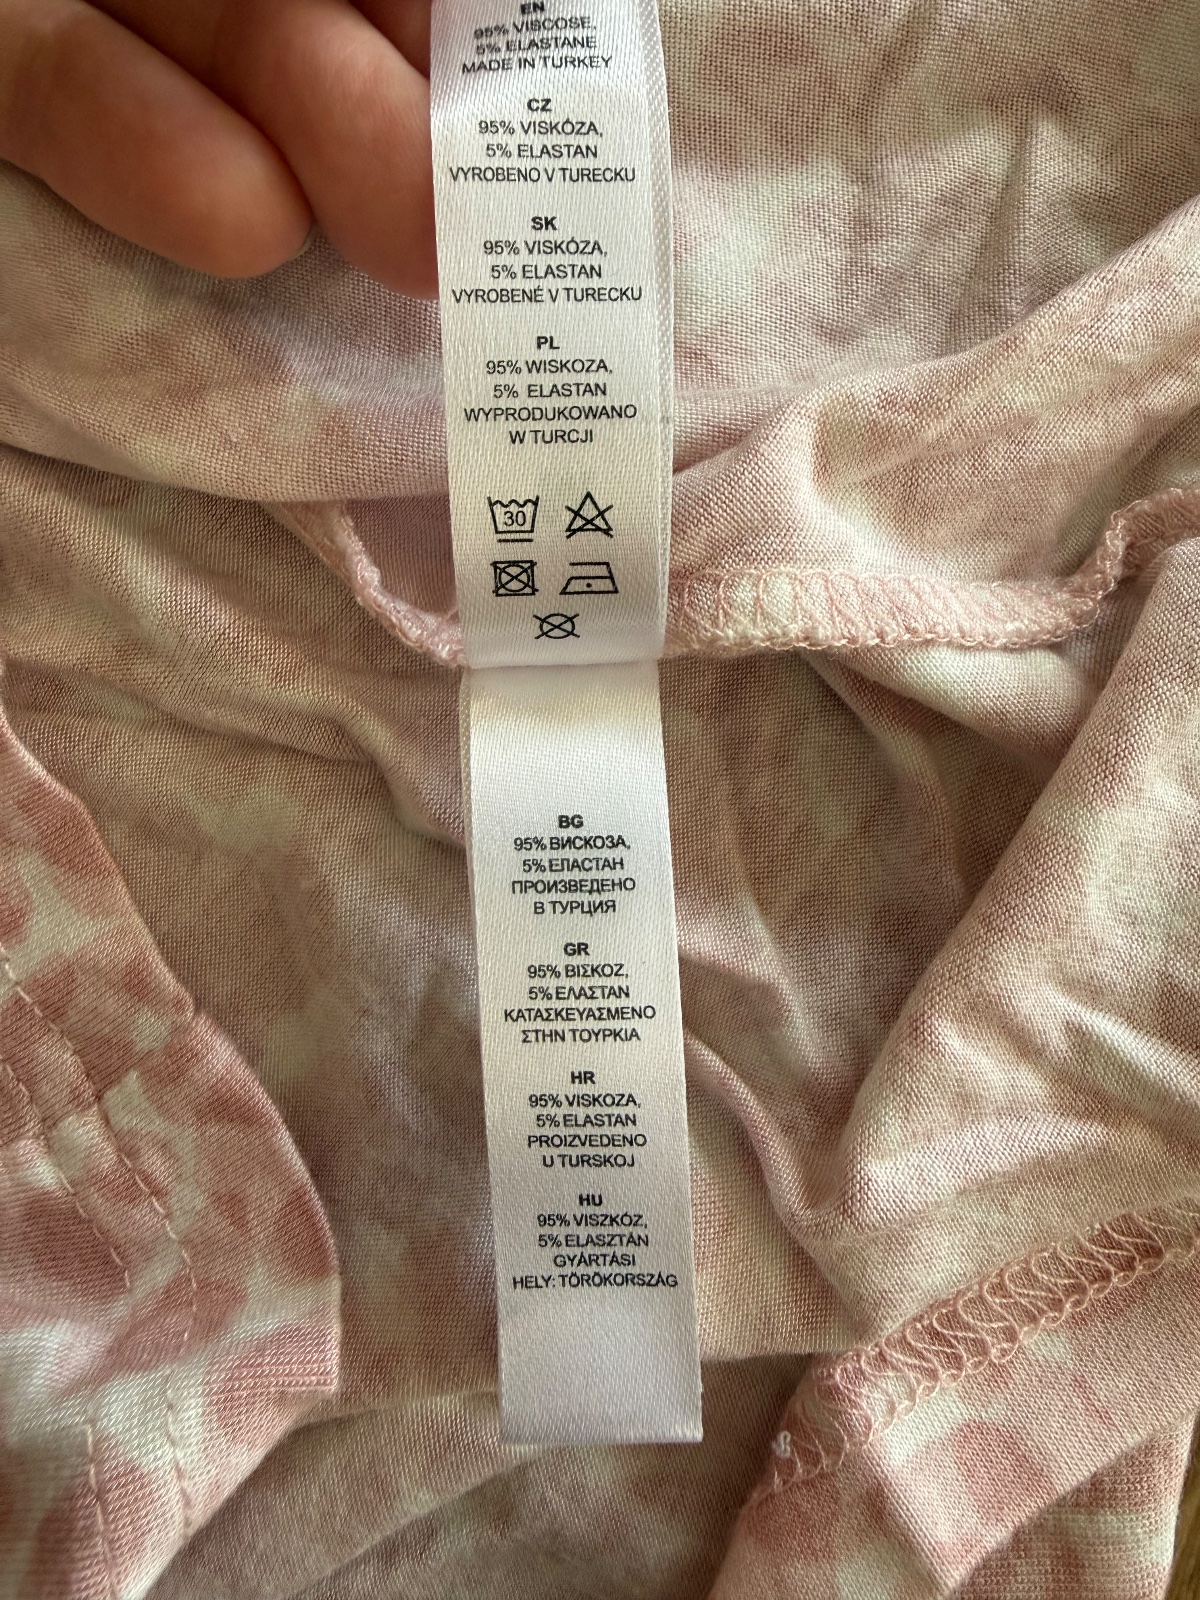 EN
95% VISCOSE,
5% ELASTANE
MADE IN TURKEY
CZ
95% VISKÓZA,
5% ELASTAN
VYROBENO V TURECKU
SK
95% VISKÓZA,
5% ELASTAN
VYROBENÉ V TURECKU
PL
95% WISKOZA,
5% ELASTAN
WYPRODUKOWANO
W TURCJI
30
BG
95% ВИСКОЗА,
5% ЕЛАСТАН
ПРОИЗВЕДЕНО
В ТУРЦИЯ
GR
95% ΒΙΣΚΟΖ,
5% ΕΛΑΣΤΑΝ
ΚΑΤΑΣΚΕΥΑΣΜΕΝΟ
ΣΤΗΝ ΤΟΥΡΚΙΑ
HR
95% VISKOZA,
5% ELASTAN
PROIZVEDENO
U TURSKOJ
HU
95% VISZKÓZ,
5% ELASZTÁN
GYÁRTÁSI
HELY: TÖRÖKORSZÁG